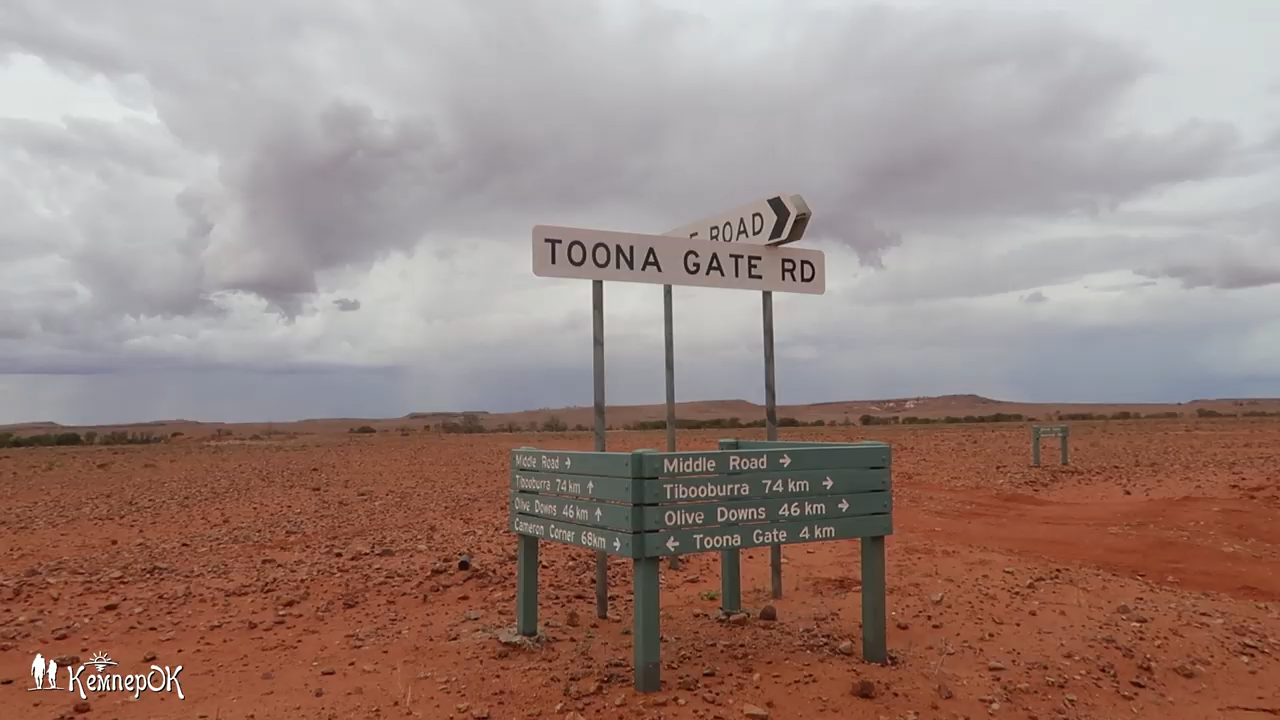 E ROAD
TOONA GATE RD
Middle Road →
Tibooburra 74 km ↑
Olive Downs 46 km ↑
Cameron Corner 68km →
Middle Road →
Tibooburra 74 km →
Olive Downs 46 km →
← Toona Gate 4 km
КемперОК